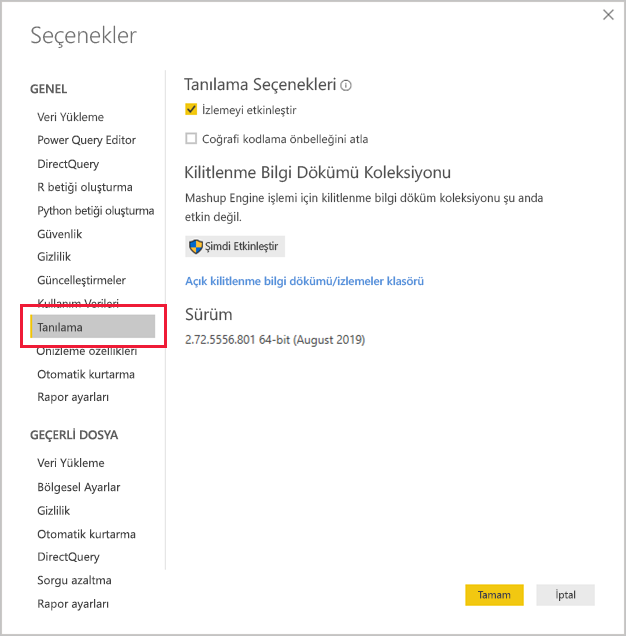 Seçenekler
GENEL
Veri Yükleme
Power Query Editor
DirectQuery
R betiği oluşturma
Python betiği oluşturma
Güvenlik
Gizlilik
Güncelleştirmeler
Kullanım Verileri
Tanılama
Önizleme özellikleri
Otomatik kurtarma
Rapor ayarları
GEÇERLİ DOSYA
Veri Yükleme
Bölgesel Ayarlar
Gizlilik
Otomatik kurtarma
DirectQuery
Sorgu azaltma
Rapor ayarları
Tanılama Seçenekleri
İzlemeyi etkinleştir
Coğrafi kodlama önbelleğini atla
Kilitlenme Bilgi Dökümü Koleksiyonu
Mashup Engine işlemi için kilitlenme bilgi döküm koleksiyonu şu anda
etkin değil.
Şimdi Etkinleştir
Açık kilitlenme bilgi dökümü/izlemeler klasörü
Sürüm
2.72.5556.801 64-bit (August 2019)
Tamam
İptal